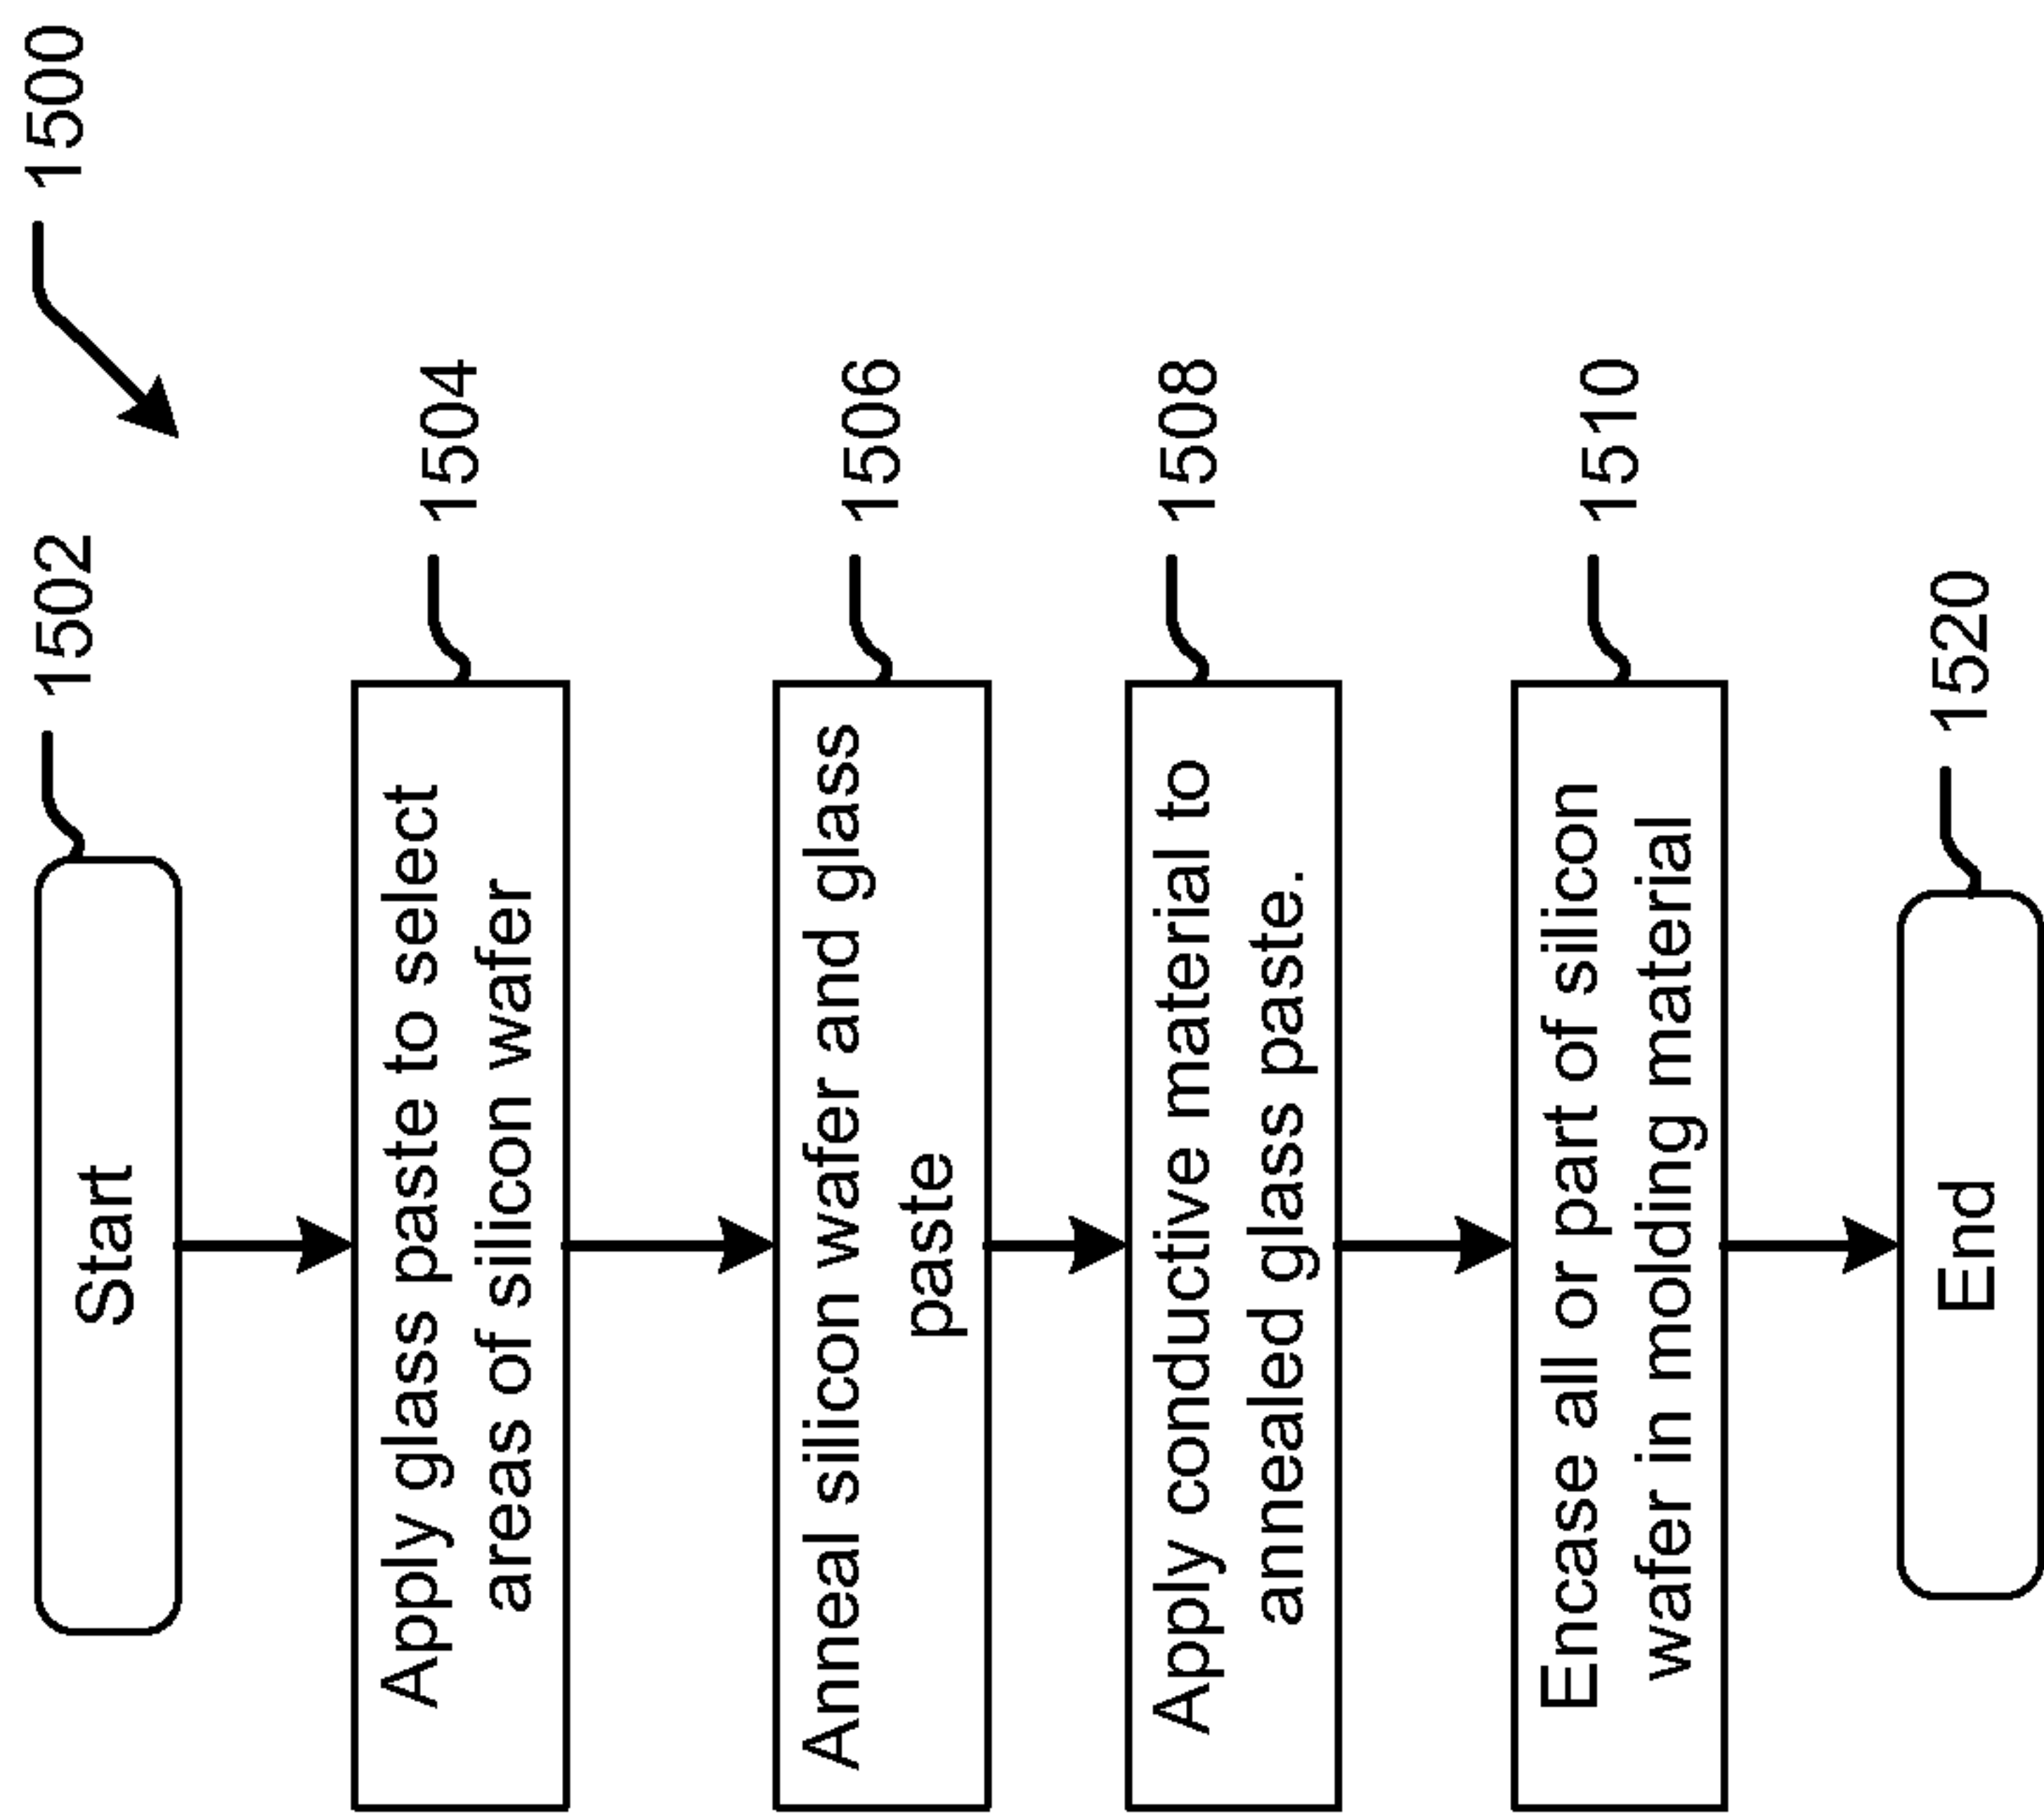 1500
Start
1502
Apply glass paste to select
areas of silicon wafer
1504
Anneal silicon wafer and glass
paste
1506
Apply conductive material to
annealed glass paste.
1508
Encase all or part of silicon
wafer in molding material
1510
End
1520